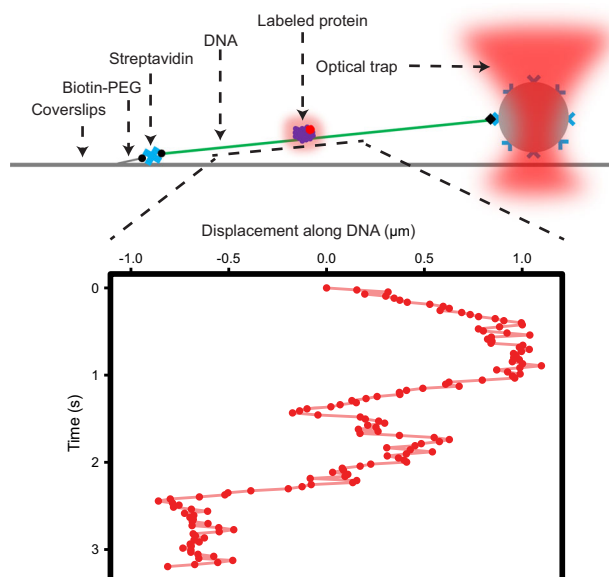 Labeled protein
DNA
Streptavidin
Optical trap
Biotin-PEG
Coverslips
Displacement along DNA (μm)
-1.0 -0.5 0.0 0.5 1.0
0
1
2
3
Time (s)